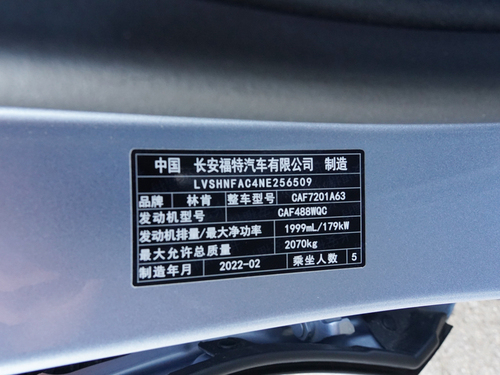 中国 长安福特汽车有限公司 制造
LVSHNFAC4NE256509
品牌 林肯 整车型号 CAF7201A63
发动机型号 CAF488WQC
发动机排量/最大净功率 1999mL/179kW
最大允许总质量 2070kg
制造年月 2022-02 乘坐人数 5